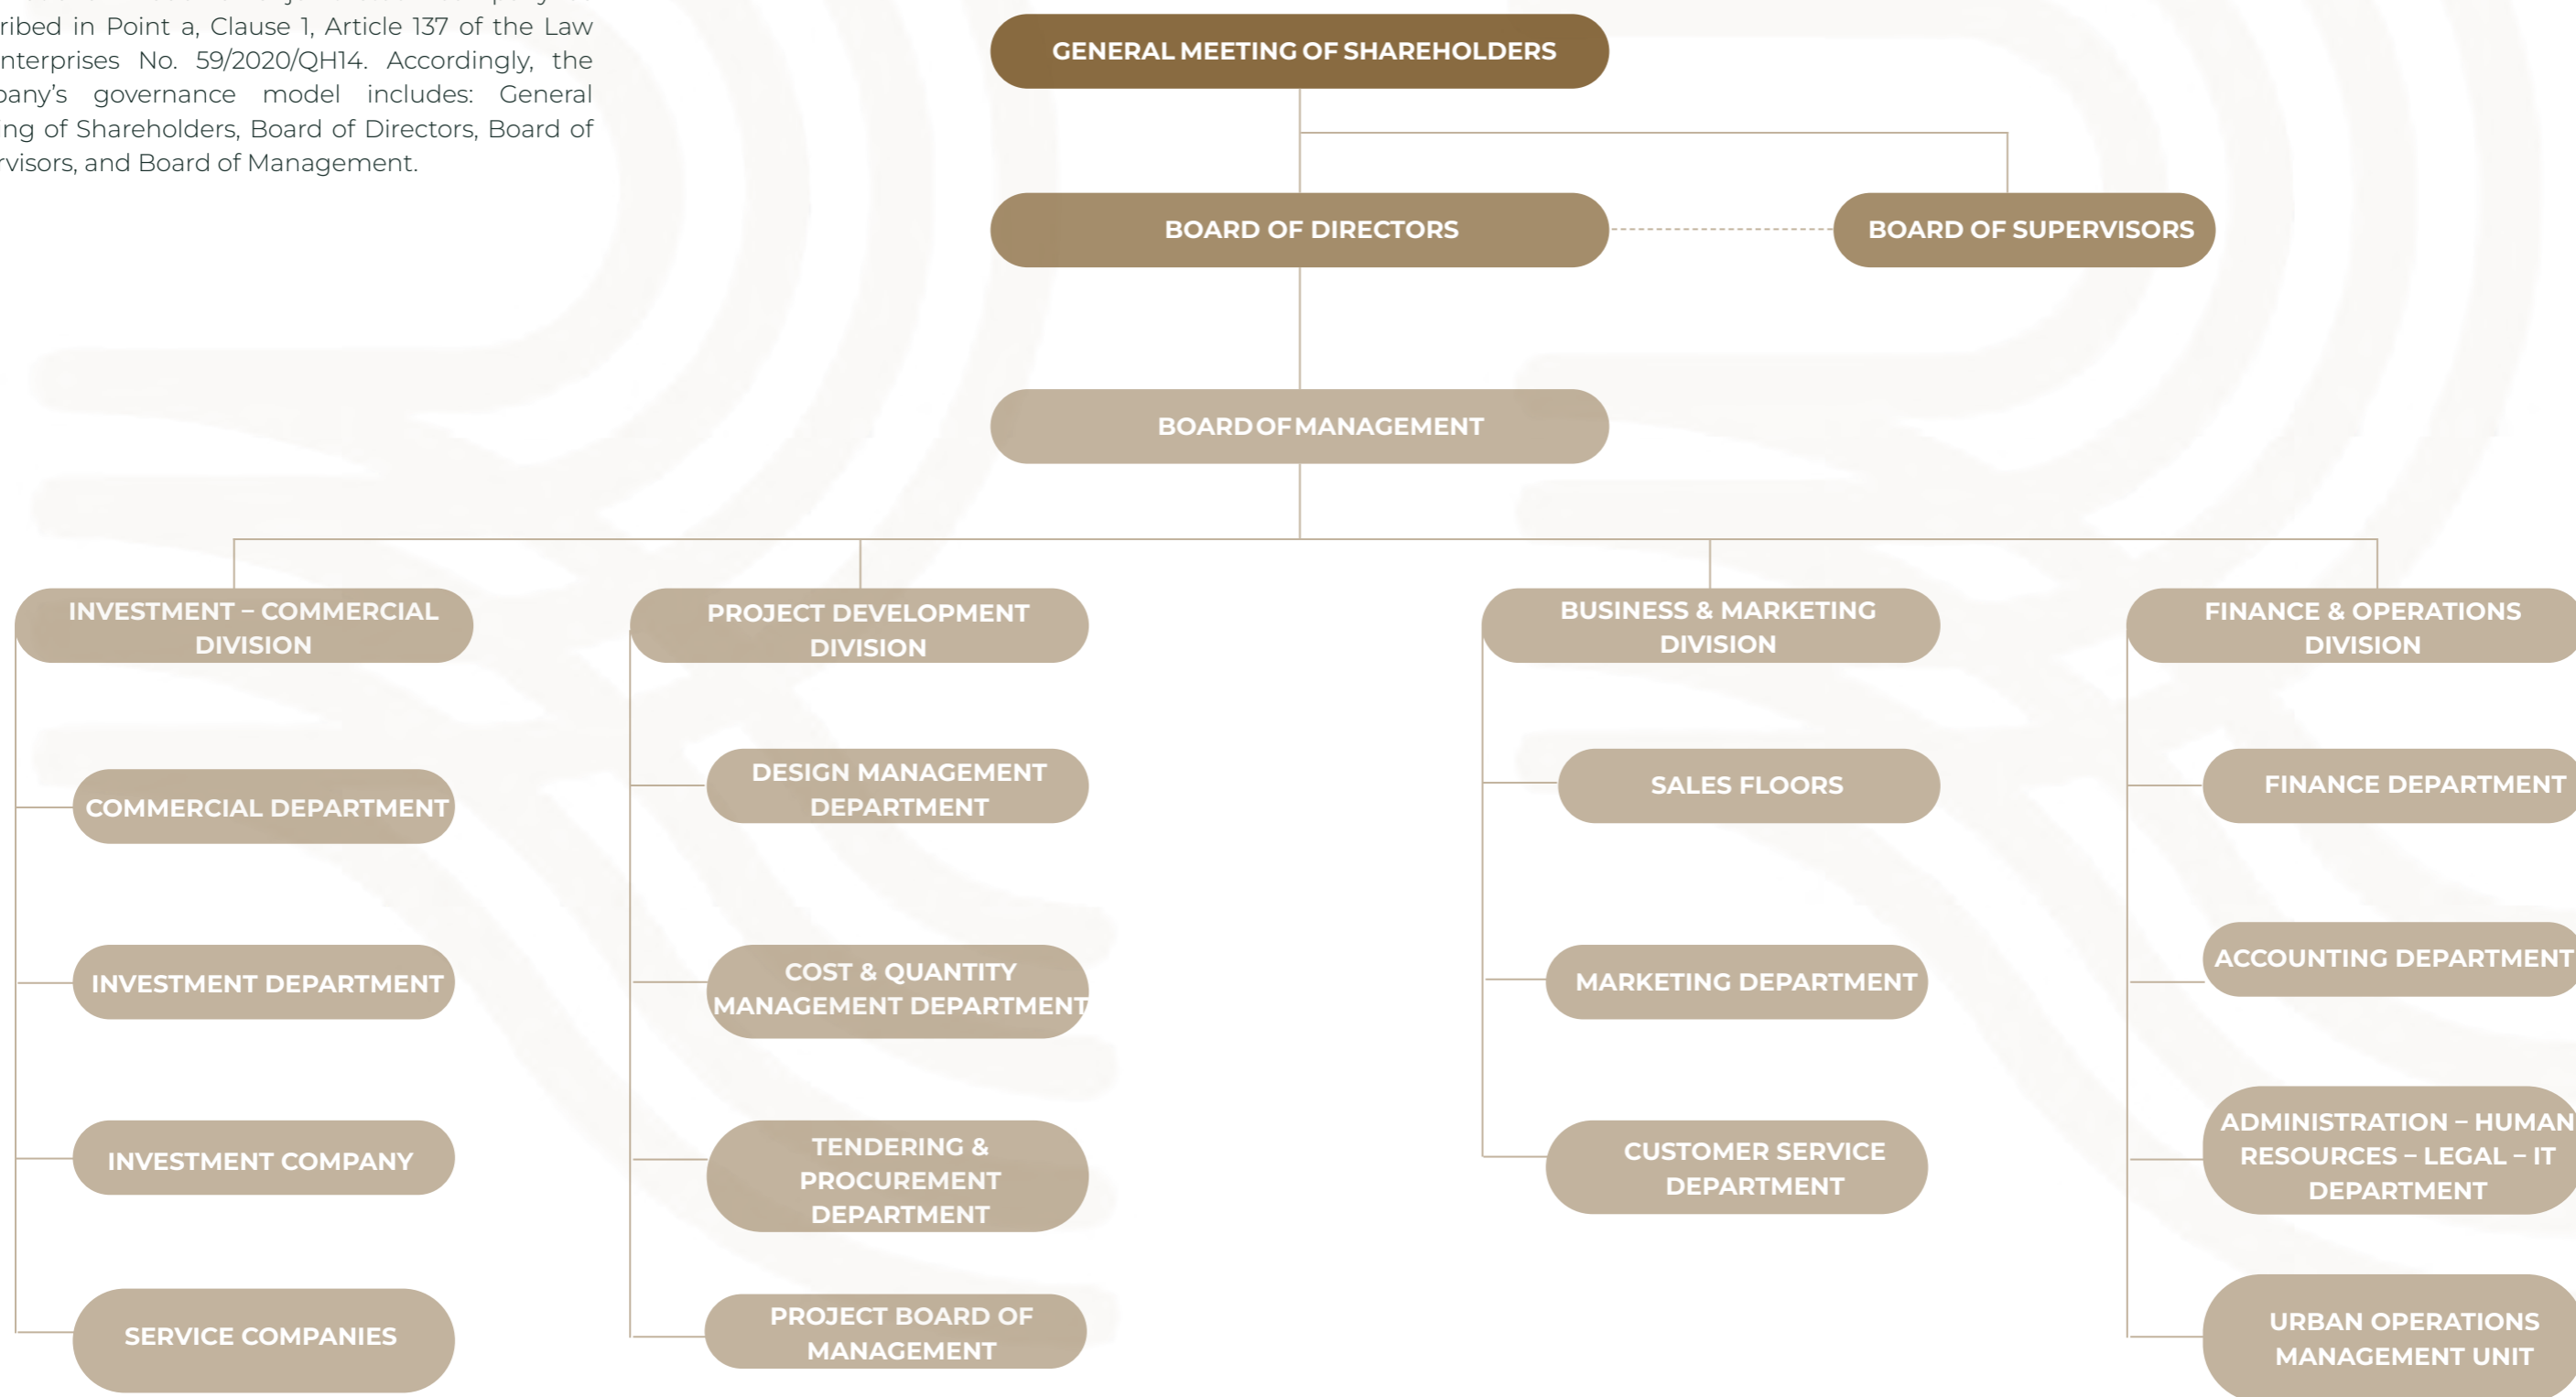 ribed in Point a, Clause 1, Article 137 of the Law
nterprises No. 59/2020/QH14. Accordingly, the
pany's governance model includes: General
ing of Shareholders, Board of Directors, Board of
rvisors, and Board of Management.
GENERAL MEETING OF SHAREHOLDERS
BOARD OF DIRECTORS
BOARD OF SUPERVISORS
BOARD OF MANAGEMENT
INVESTMENT – COMMERCIAL
DIVISION
COMMERCIAL DEPARTMENT
INVESTMENT DEPARTMENT
INVESTMENT COMPANY
SERVICE COMPANIES
PROJECT DEVELOPMENT
DIVISION
DESIGN MANAGEMENT
DEPARTMENT
COST & QUANTITY
MANAGEMENT DEPARTMENT
TENDERING &
PROCUREMENT
DEPARTMENT
PROJECT BOARD OF
MANAGEMENT
BUSINESS & MARKETING
DIVISION
SALES FLOORS
MARKETING DEPARTMENT
CUSTOMER SERVICE
DEPARTMENT
FINANCE & OPERATIONS
DIVISION
FINANCE DEPARTMENT
ACCOUNTING DEPARTMENT
ADMINISTRATION – HUMAN
RESOURCES – LEGAL – IT
DEPARTMENT
URBAN OPERATIONS
MANAGEMENT UNIT